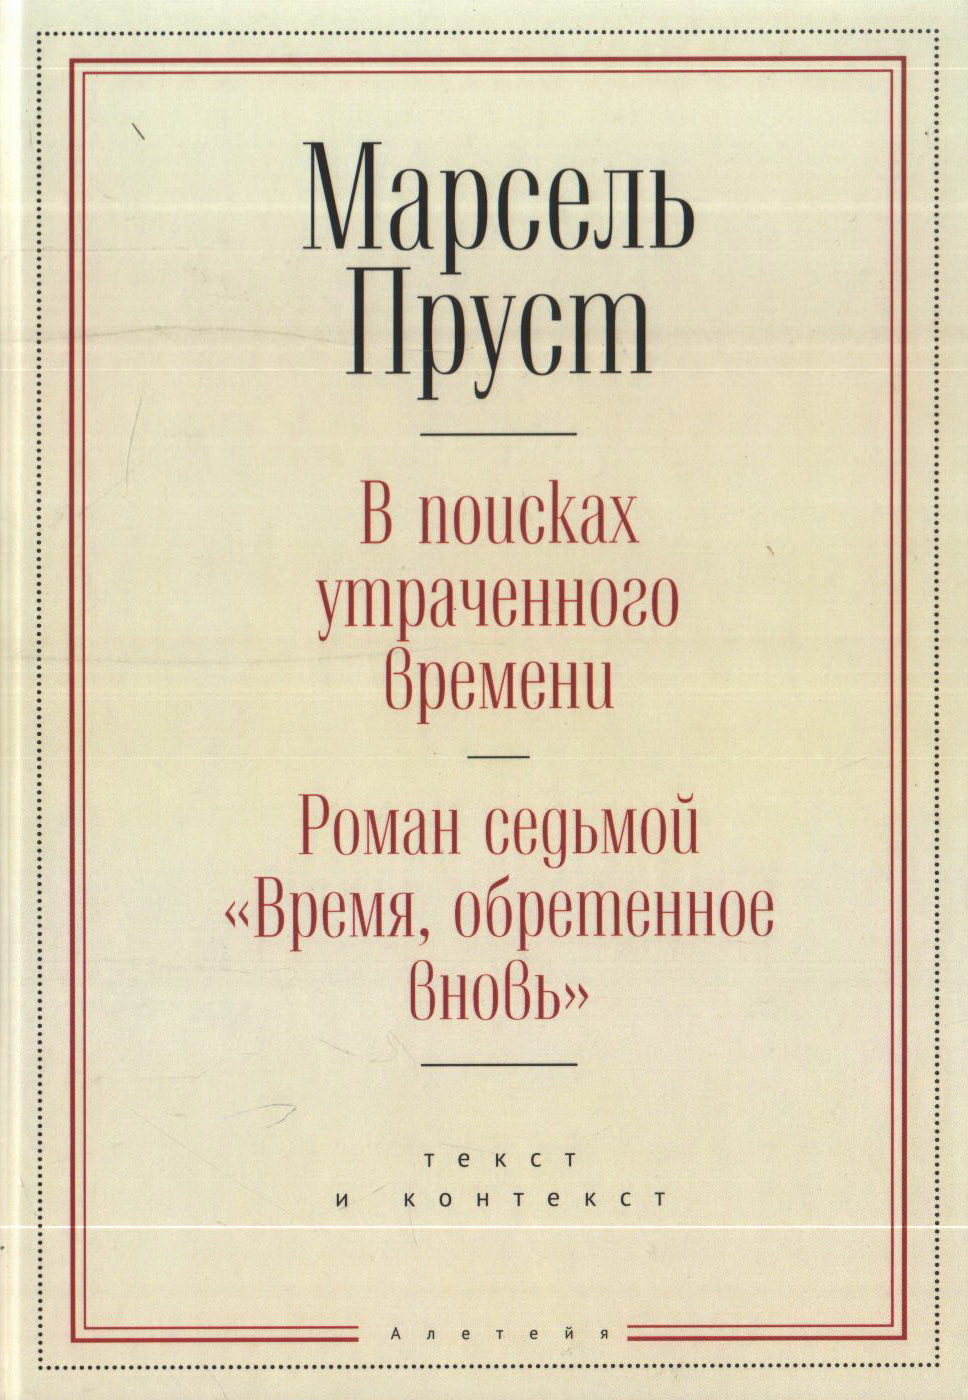 Марсель
Пруст
В поисках
утраченного
времени
Роман седьмой
«Время, обретенное
вновь»
текст
и контекст
Алетейя